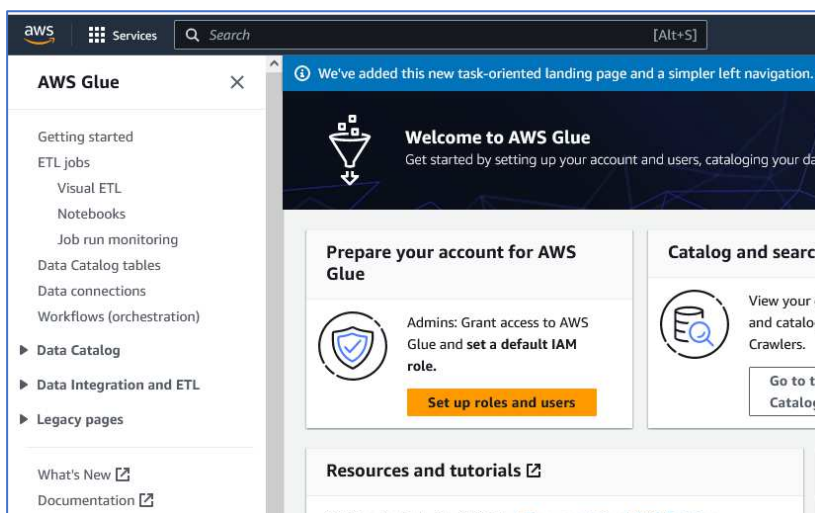 aws
Services
Search
[Alt+S]
AWS Glue
Getting started
ETL jobs
Visual ETL
Notebooks
Job run monitoring
Data Catalog tables
Data connections
Workflows (orchestration)
Data Catalog
Data Integration and ETL
Legacy pages
What's New
Documentation
We've added this new task-oriented landing page and a simpler left navigation.
Welcome to AWS Glue
Get started by setting up your account and users, cataloging your da
Prepare your account for AWS
Glue
Admins: Grant access to AWS
Glue and set a default IAM
role.
Set up roles and users
Catalog and searc
View your
and catalo
Crawlers.
Go to t
Catalog
Resources and tutorials